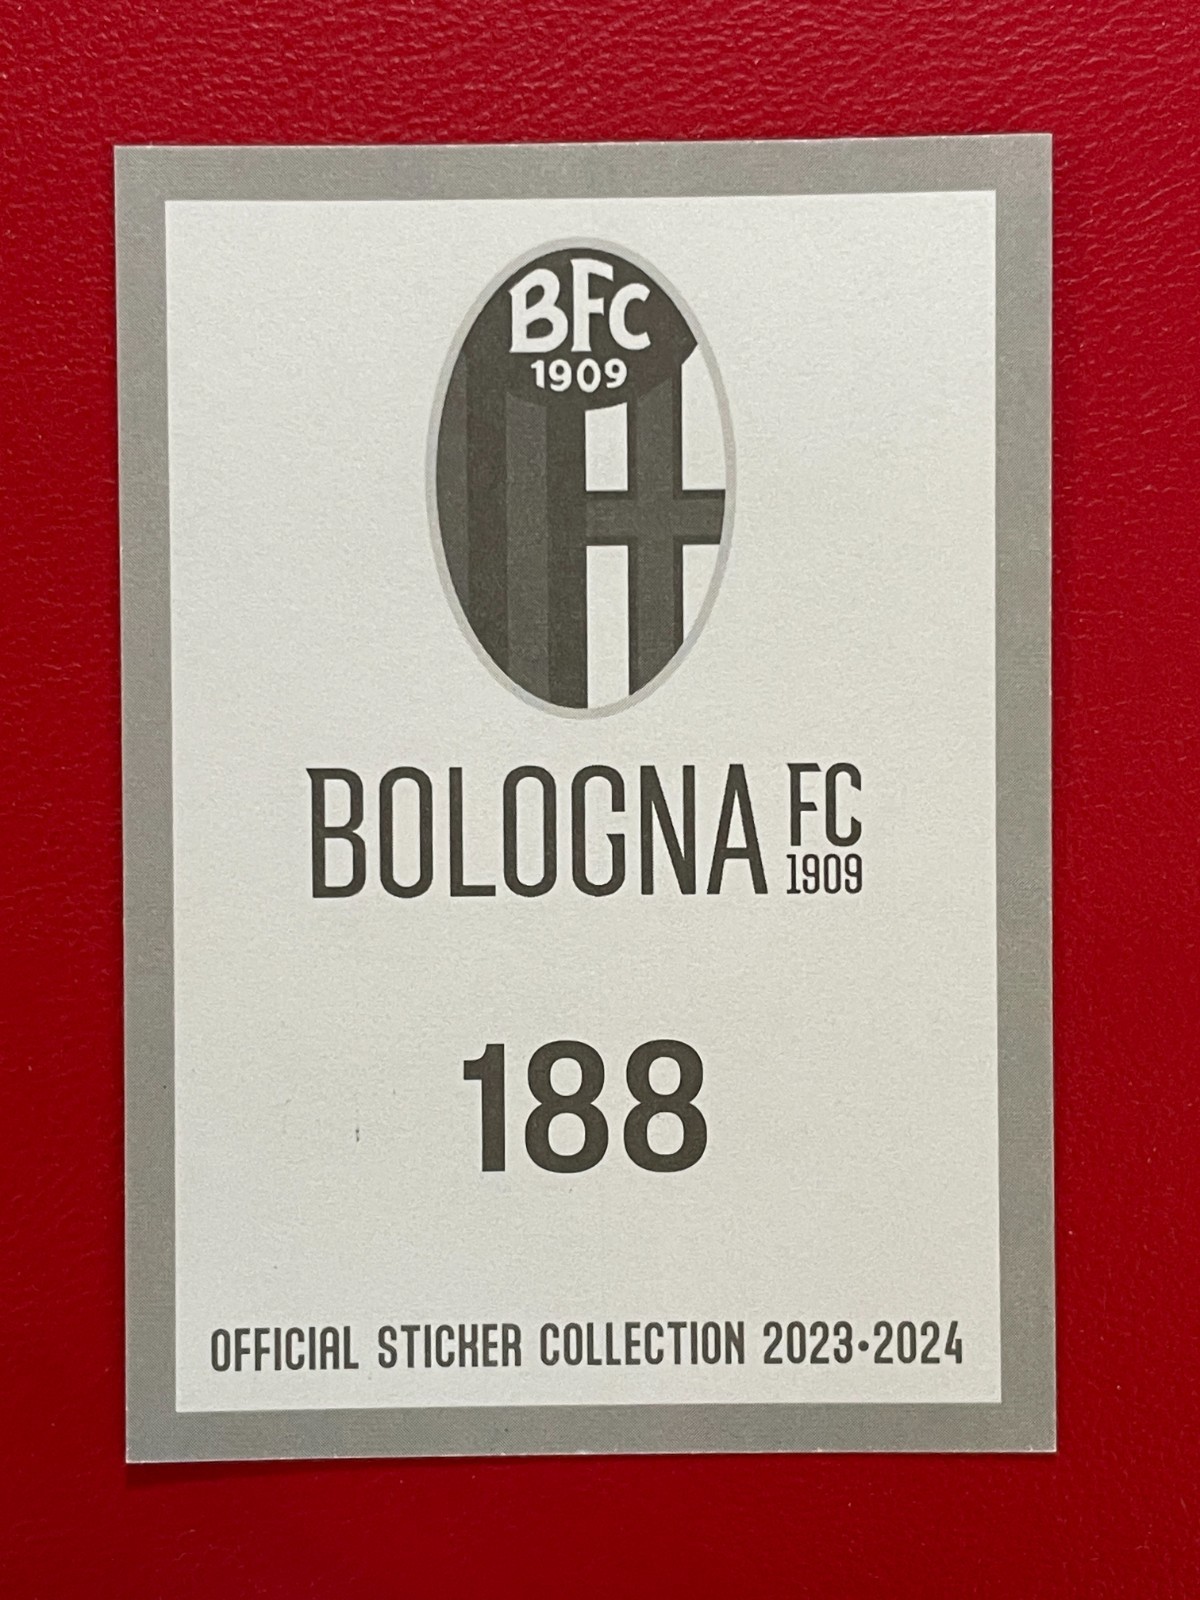 BFC
1909
BOLOGNA FC
1909
188
OFFICIAL STICKER COLLECTION 2023•2024